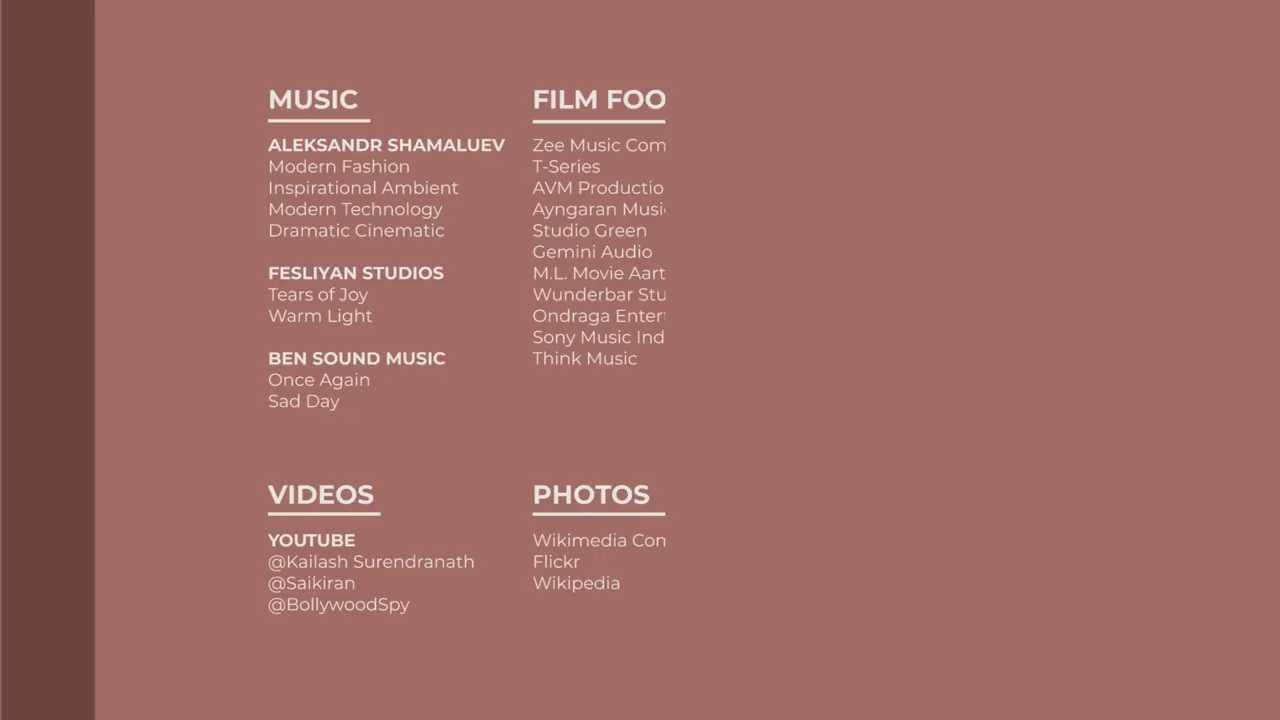 MUSIC
ALEKSANDR SHAMALUEV
Modern Fashion
Inspirational Ambient
Modern Technology
Dramatic Cinematic
FESLIYAN STUDIOS
Tears of Joy
Warm Light
BEN SOUND MUSIC
Once Again
Sad Day
FILM FOO
Zee Music Com
T-Series
AVM Productio
Ayngaran Musi
Studio Green
Gemini Audio
M.L. Movie Aart
Wunderbar Stu
Ondraga Enter
Sony Music Ind
Think Music
VIDEOS
YOUTUBE
@Kailash Surendranath
@Saikiran
@BollywoodSpy
PHOTOS
Wikimedia Com
Flickr
Wikipedia